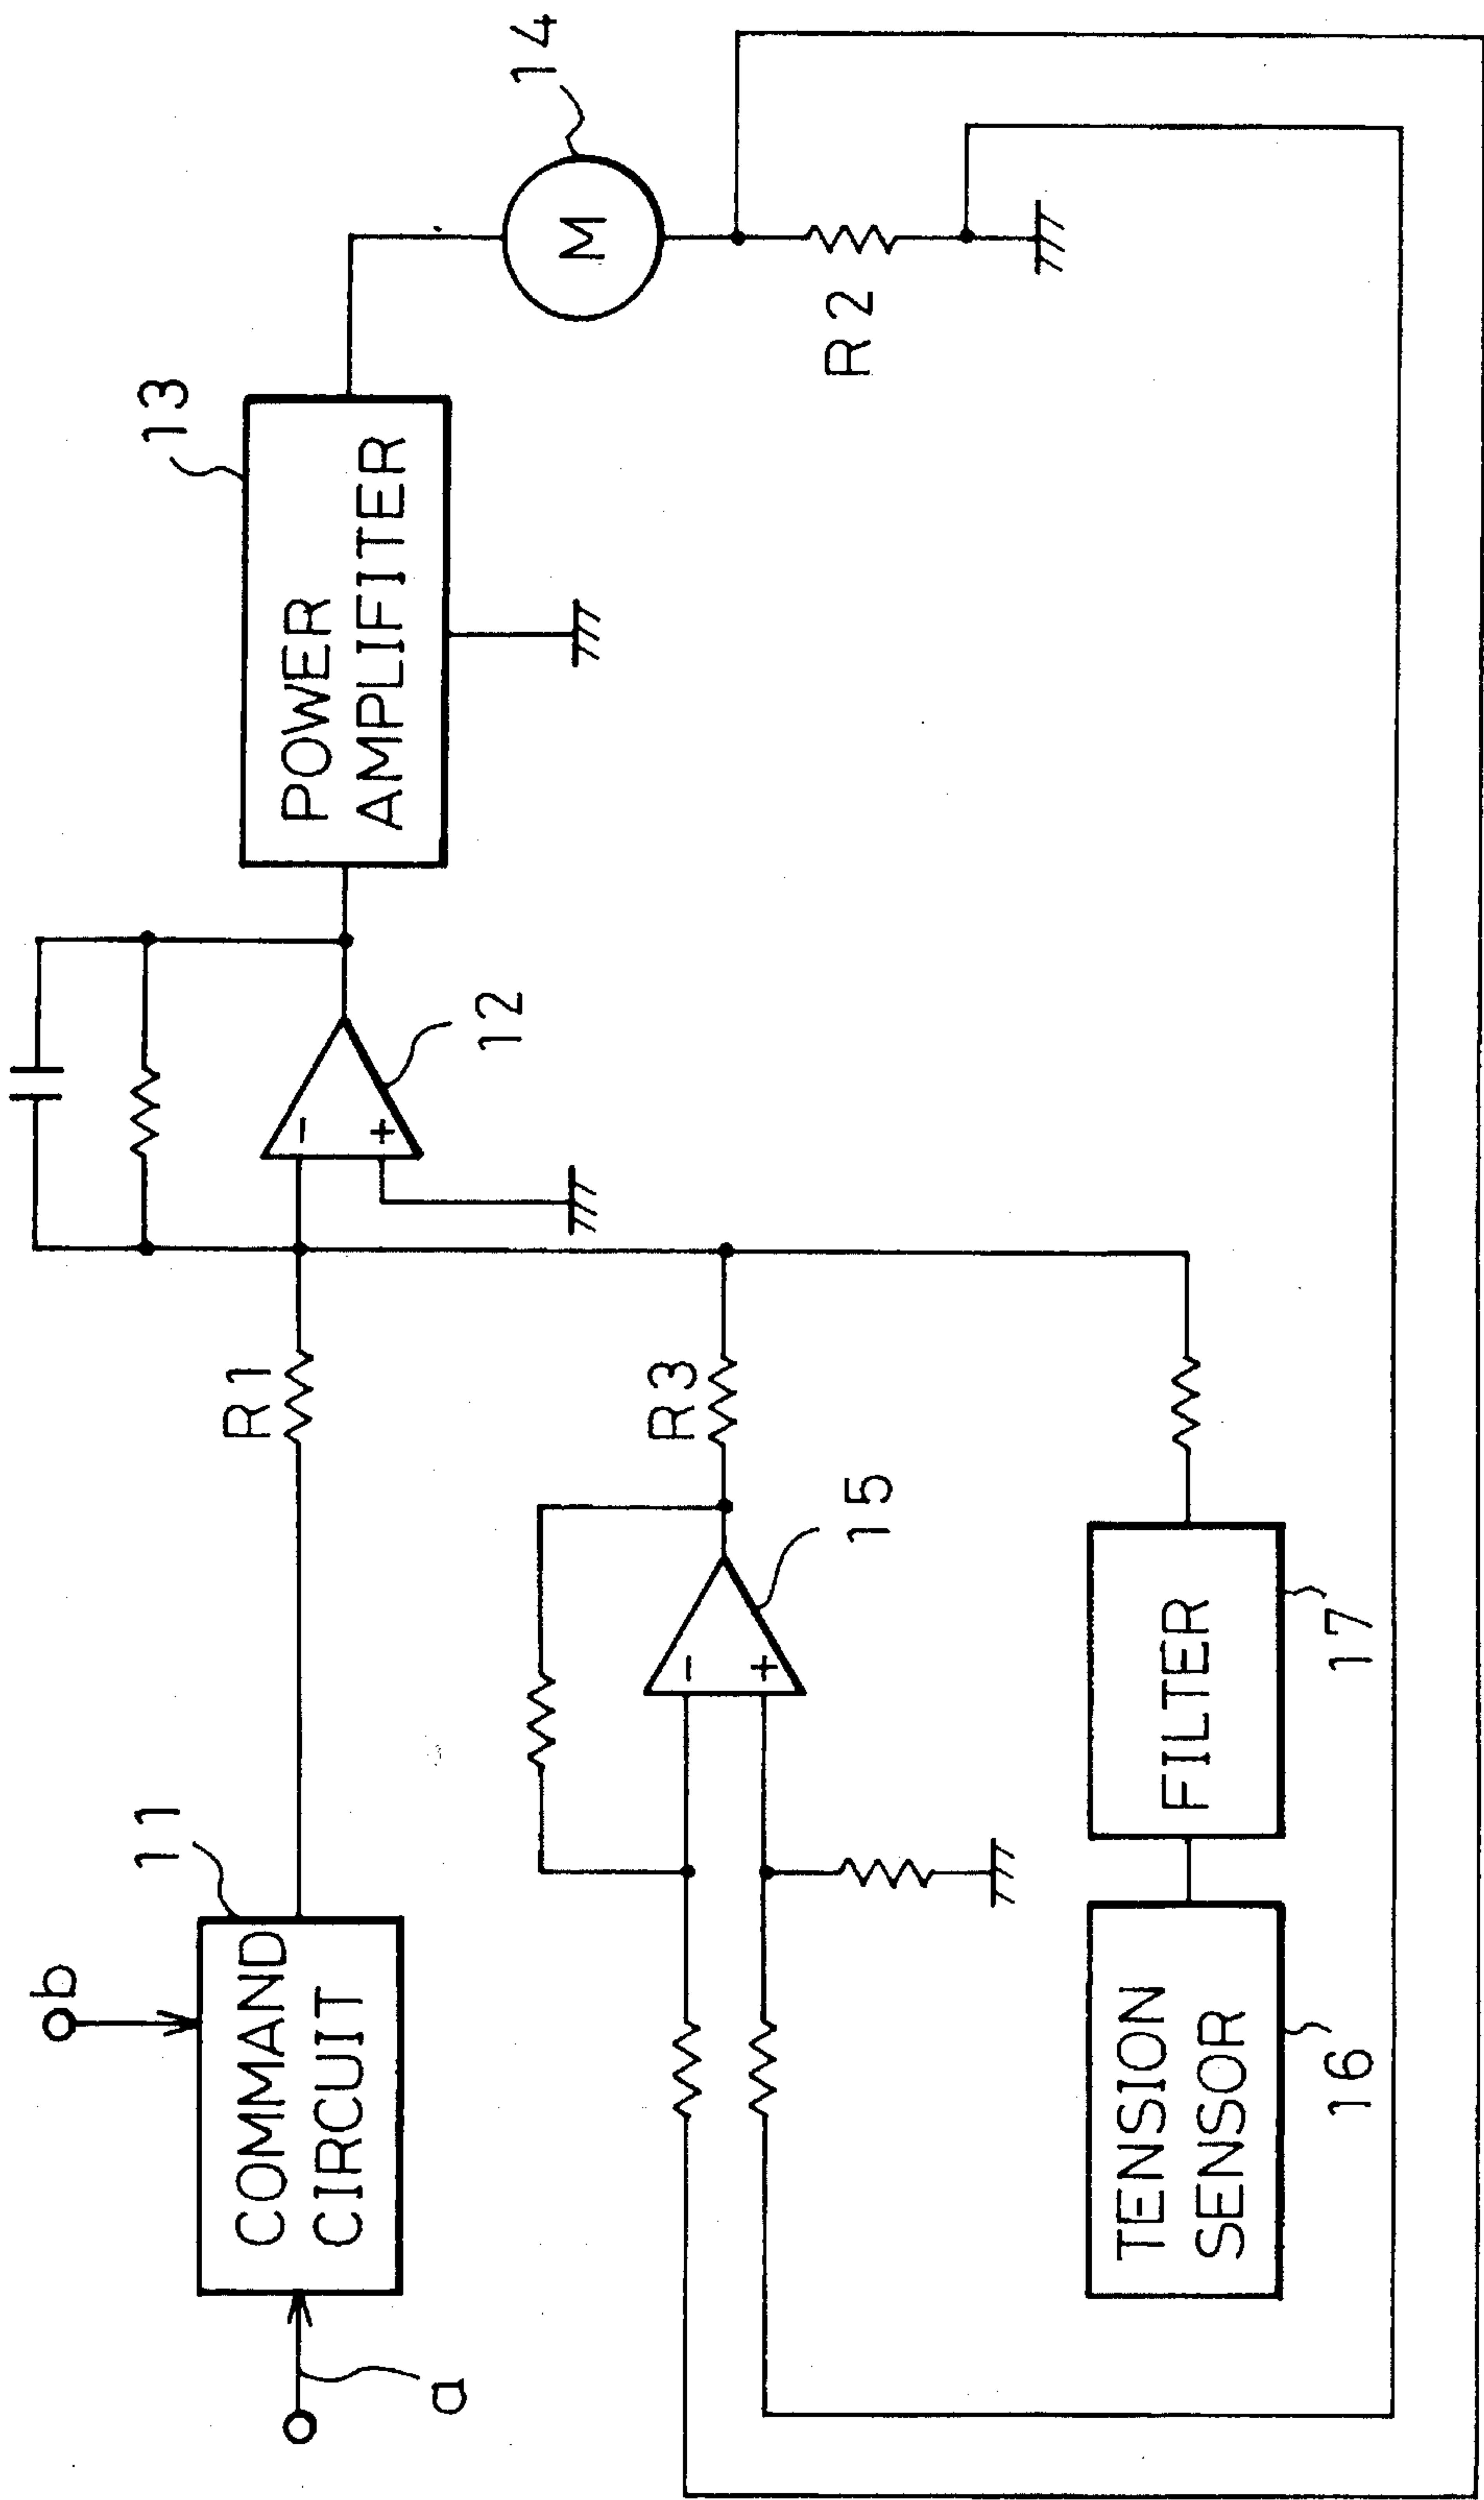 b
11
COMMAND
CIRCUIT
a
R1
12
-
+
13
POWER
AMPLIFITER
14
M
R2
R3
15
-
+
TENSION
SENSOR
16
FILTER
17